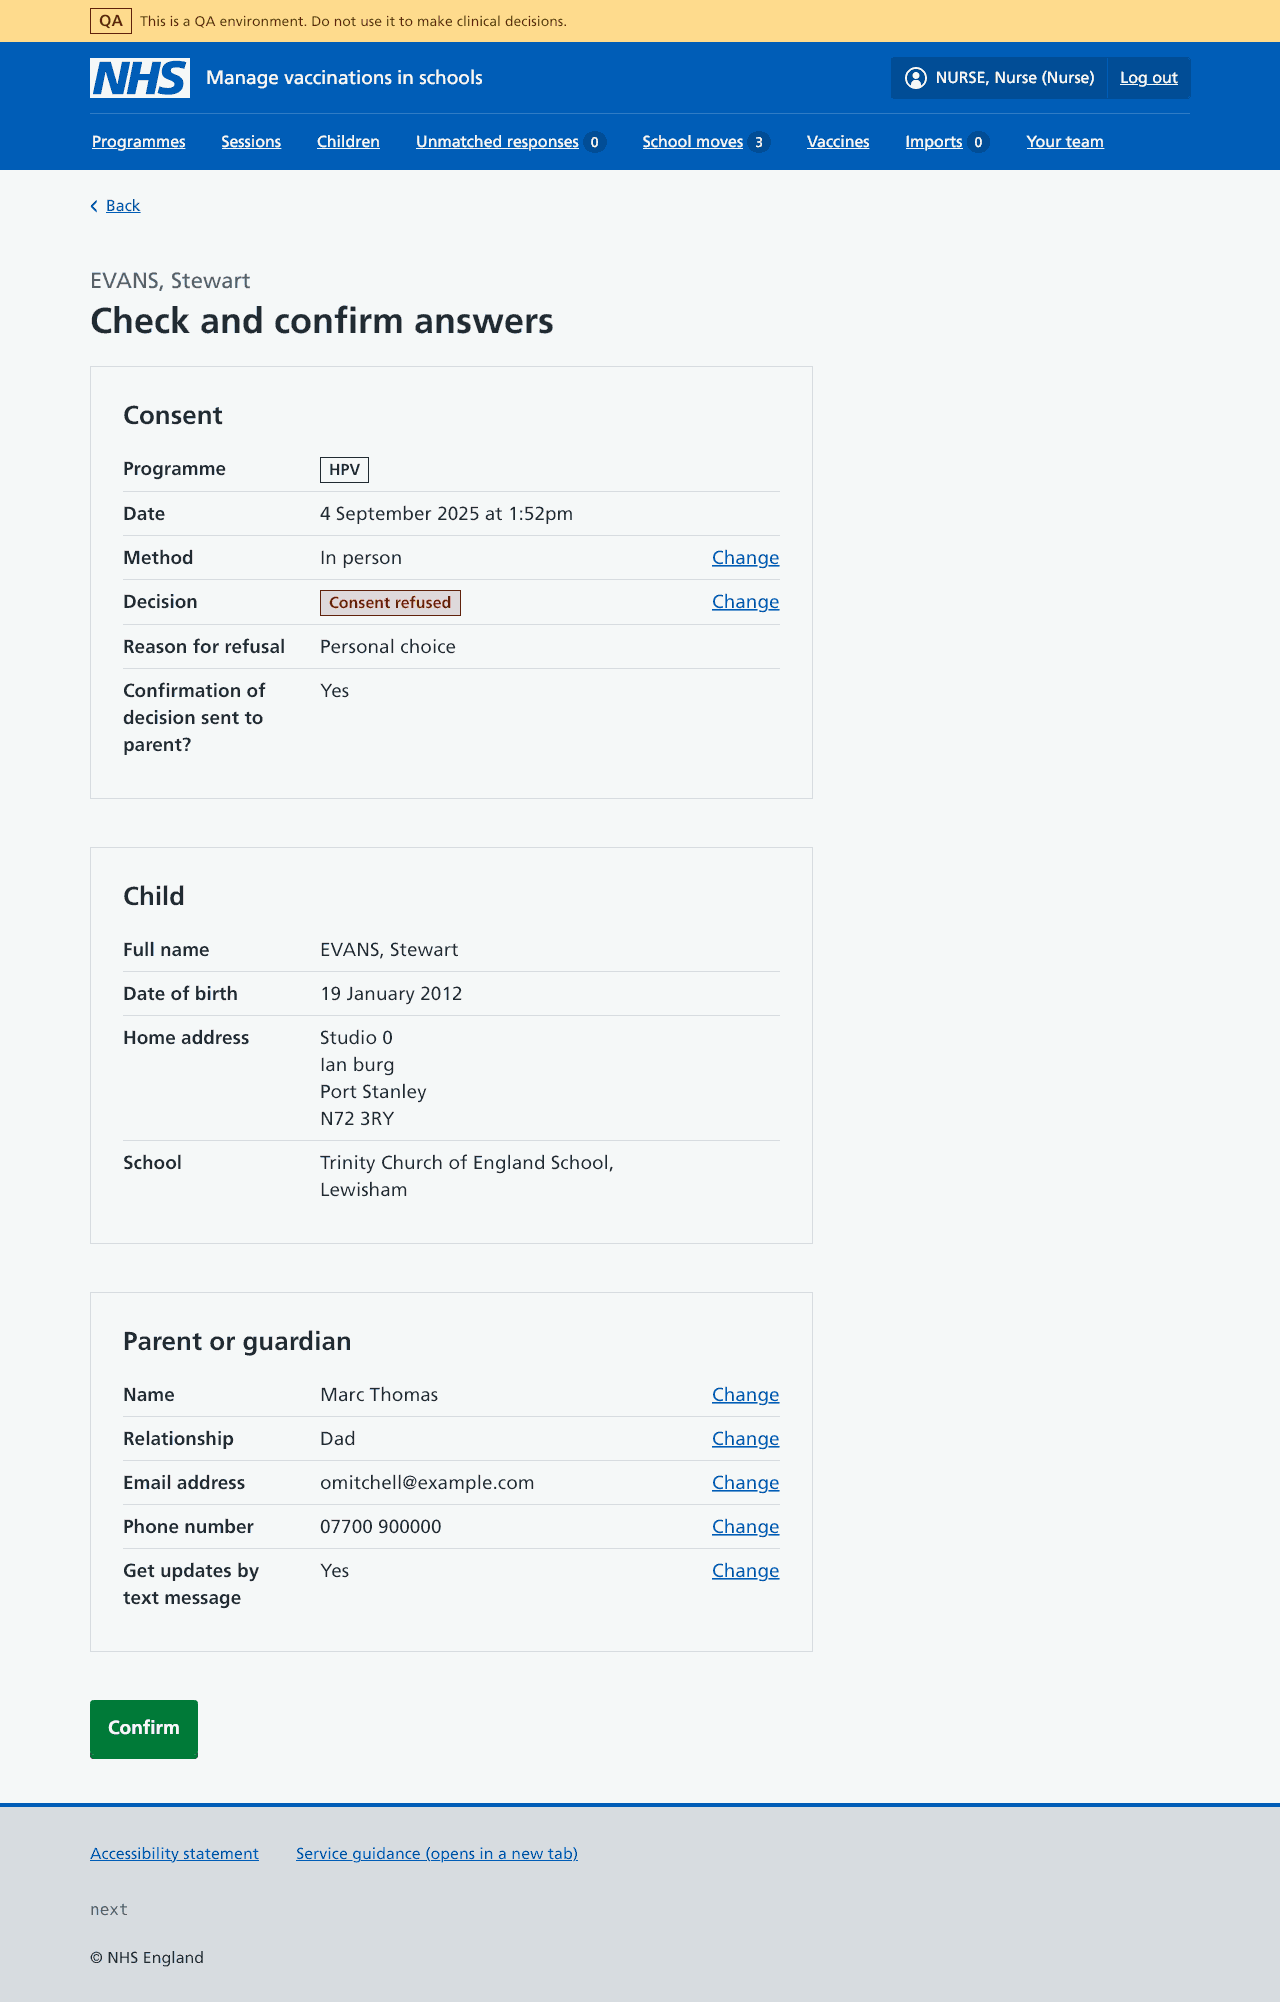 QA This is a QA environment. Do not use it to make clinical decisions.
NHS Manage vaccinations in schools NURSE, Nurse (Nurse) Log out
Programmes Sessions Children Unmatched responses 0 School moves 3 Vaccines Imports 0 Your team
Back
EVANS, Stewart
Check and confirm answers
Consent
Programme HPV
Date 4 September 2025 at 1:52pm
Method In person Change
Decision Consent refused Change
Reason for refusal Personal choice
Confirmation of Yes
decision sent to
parent?
Child
Full name EVANS, Stewart
Date of birth 19 January 2012
Home address Studio 0
Ian burg
Port Stanley
N72 3RY
School Trinity Church of England School,
Lewisham
Parent or guardian
Name Marc Thomas Change
Relationship Dad Change
Email address omitchell@example.com Change
Phone number 07700 900000 Change
Get updates by Yes Change
text message
Confirm
Accessibility statement Service guidance (opens in a new tab)
next
© NHS England